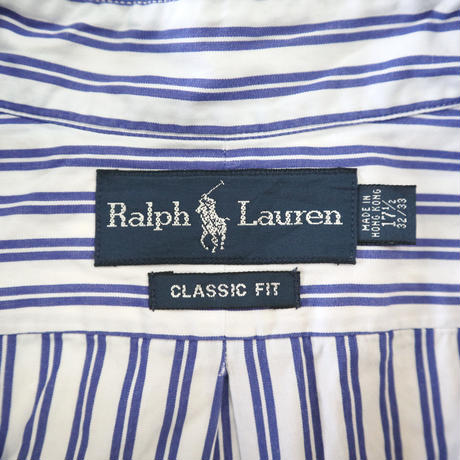 Ralph Lauren
MADE IN
HONG KONG
17½
32/33
CLASSIC FIT